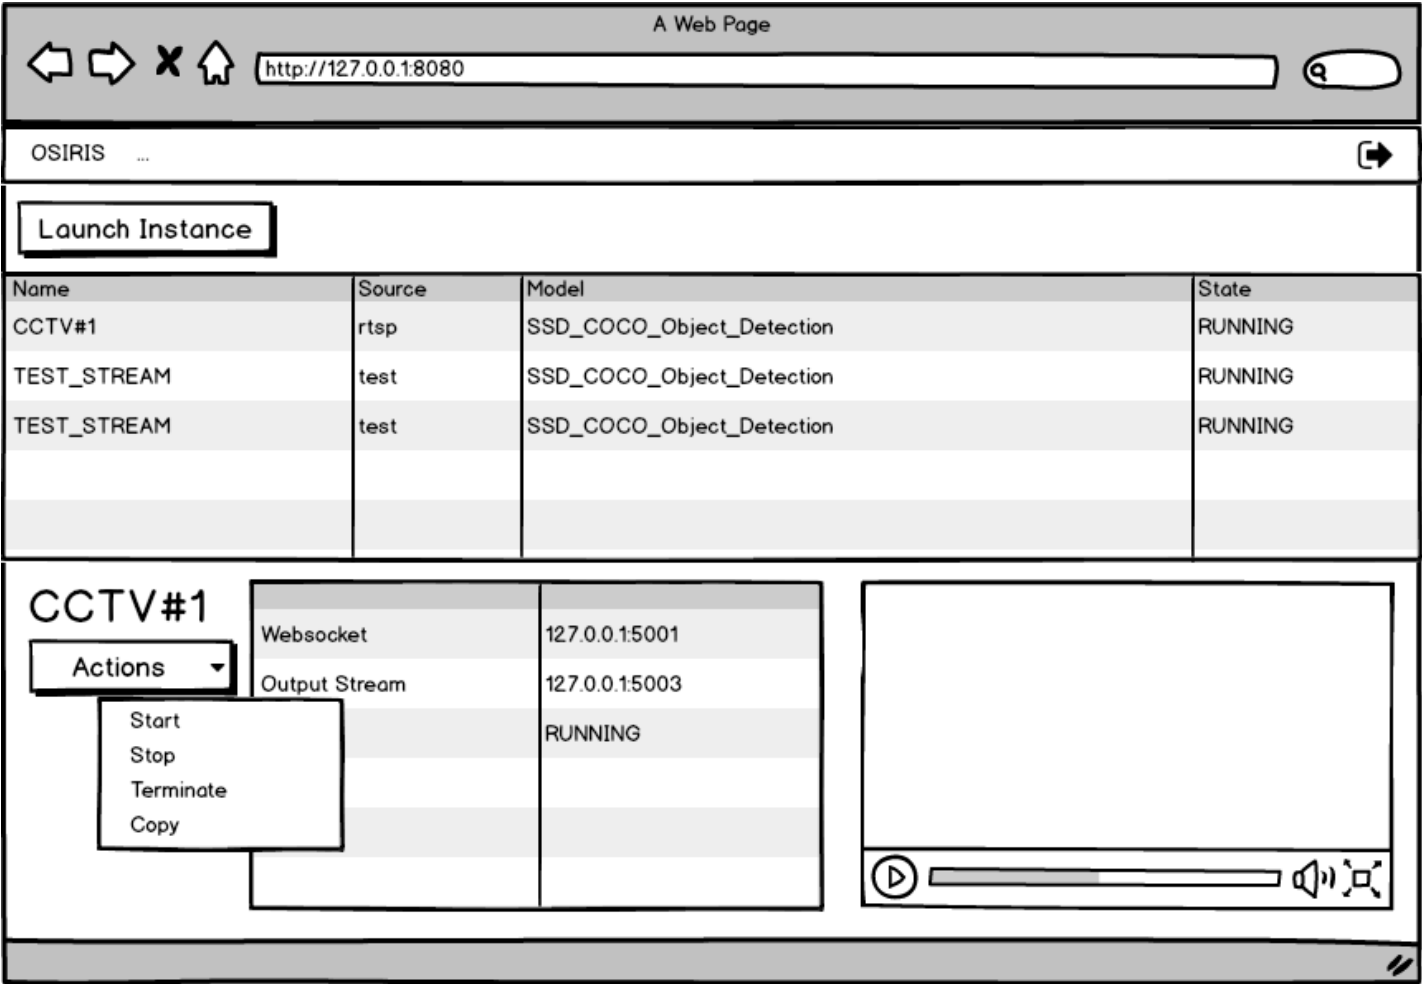 A Web Page
http://127.0.0.1:8080
OSIRIS ...
Launch Instance
Name Source Model State
CCTV#1 rtsp SSD_COCO_Object_Detection RUNNING
TEST_STREAM test SSD_COCO_Object_Detection RUNNING
TEST_STREAM test SSD_COCO_Object_Detection RUNNING
CCTV#1
Actions
Start
Stop
Terminate
Copy
Websocket 127.0.0.1:5001
Output Stream 127.0.0.1:5003
RUNNING